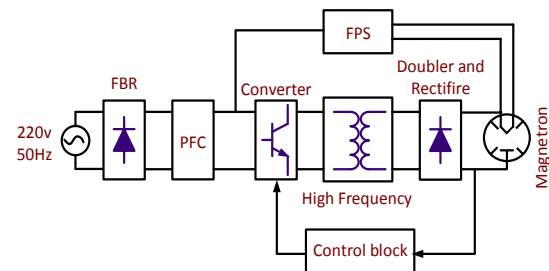 FPS
FBR
Converter
Doubler and
Rectifire
220v
50Hz
PFC
Magnetron
High Frequency
Control block